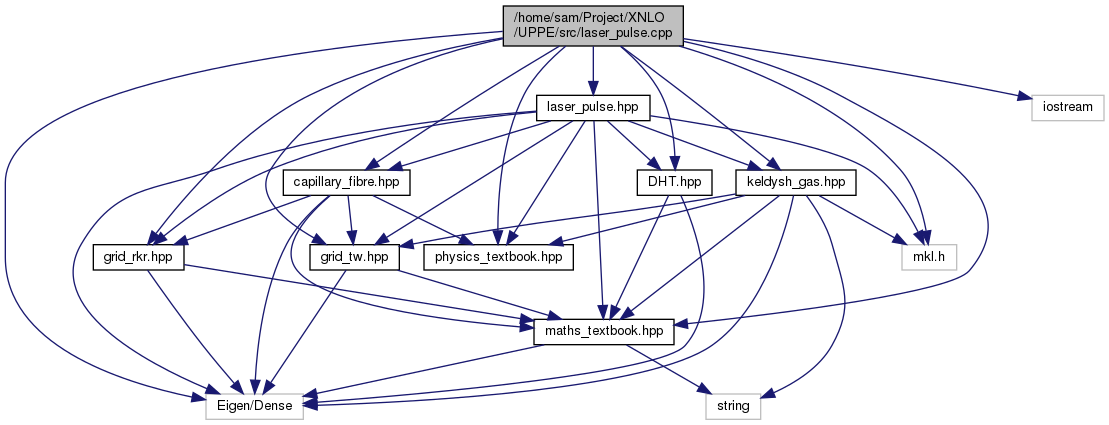 /home/sam/Project/XNLO
/UPPE/src/laser_pulse.cpp
laser_pulse.hpp
iostream
capillary_fibre.hpp
DHT.hpp
keldysh_gas.hpp
grid_rkr.hpp
grid_tw.hpp
physics_textbook.hpp
mkl.h
maths_textbook.hpp
Eigen/Dense
string